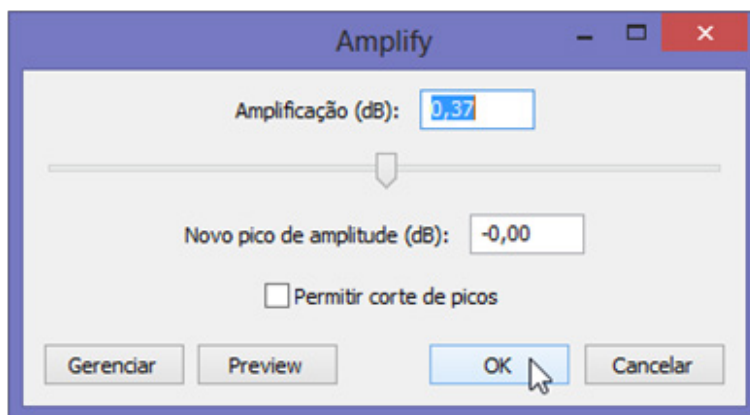 Amplify
Amplificação (dB): 0,37
Novo pico de amplitude (dB): -0,00
Permitir corte de picos
Gerenciar Preview OK Cancelar